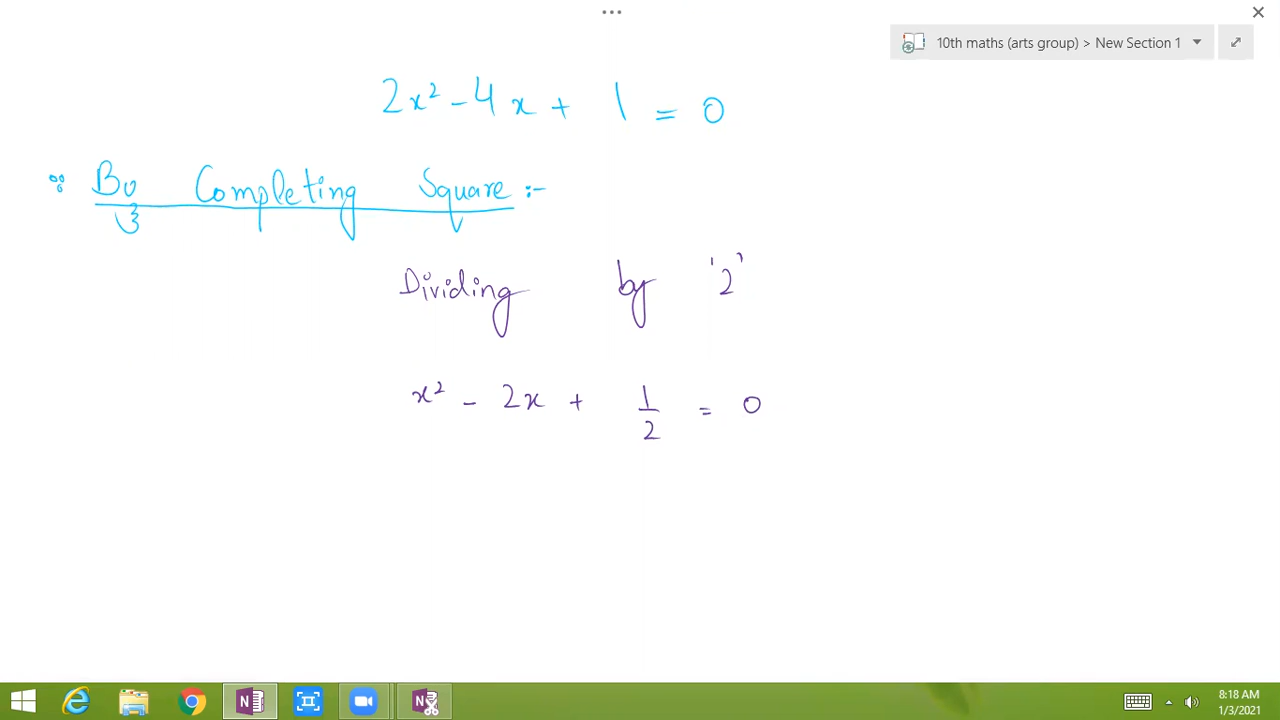 10th maths (arts group) > New Section 1
2x² - 4x + 1 = 0
By Completing Square :-
Dividing by '2'
x² - 2x + 1/2 = 0
8:18 AM
1/3/2021